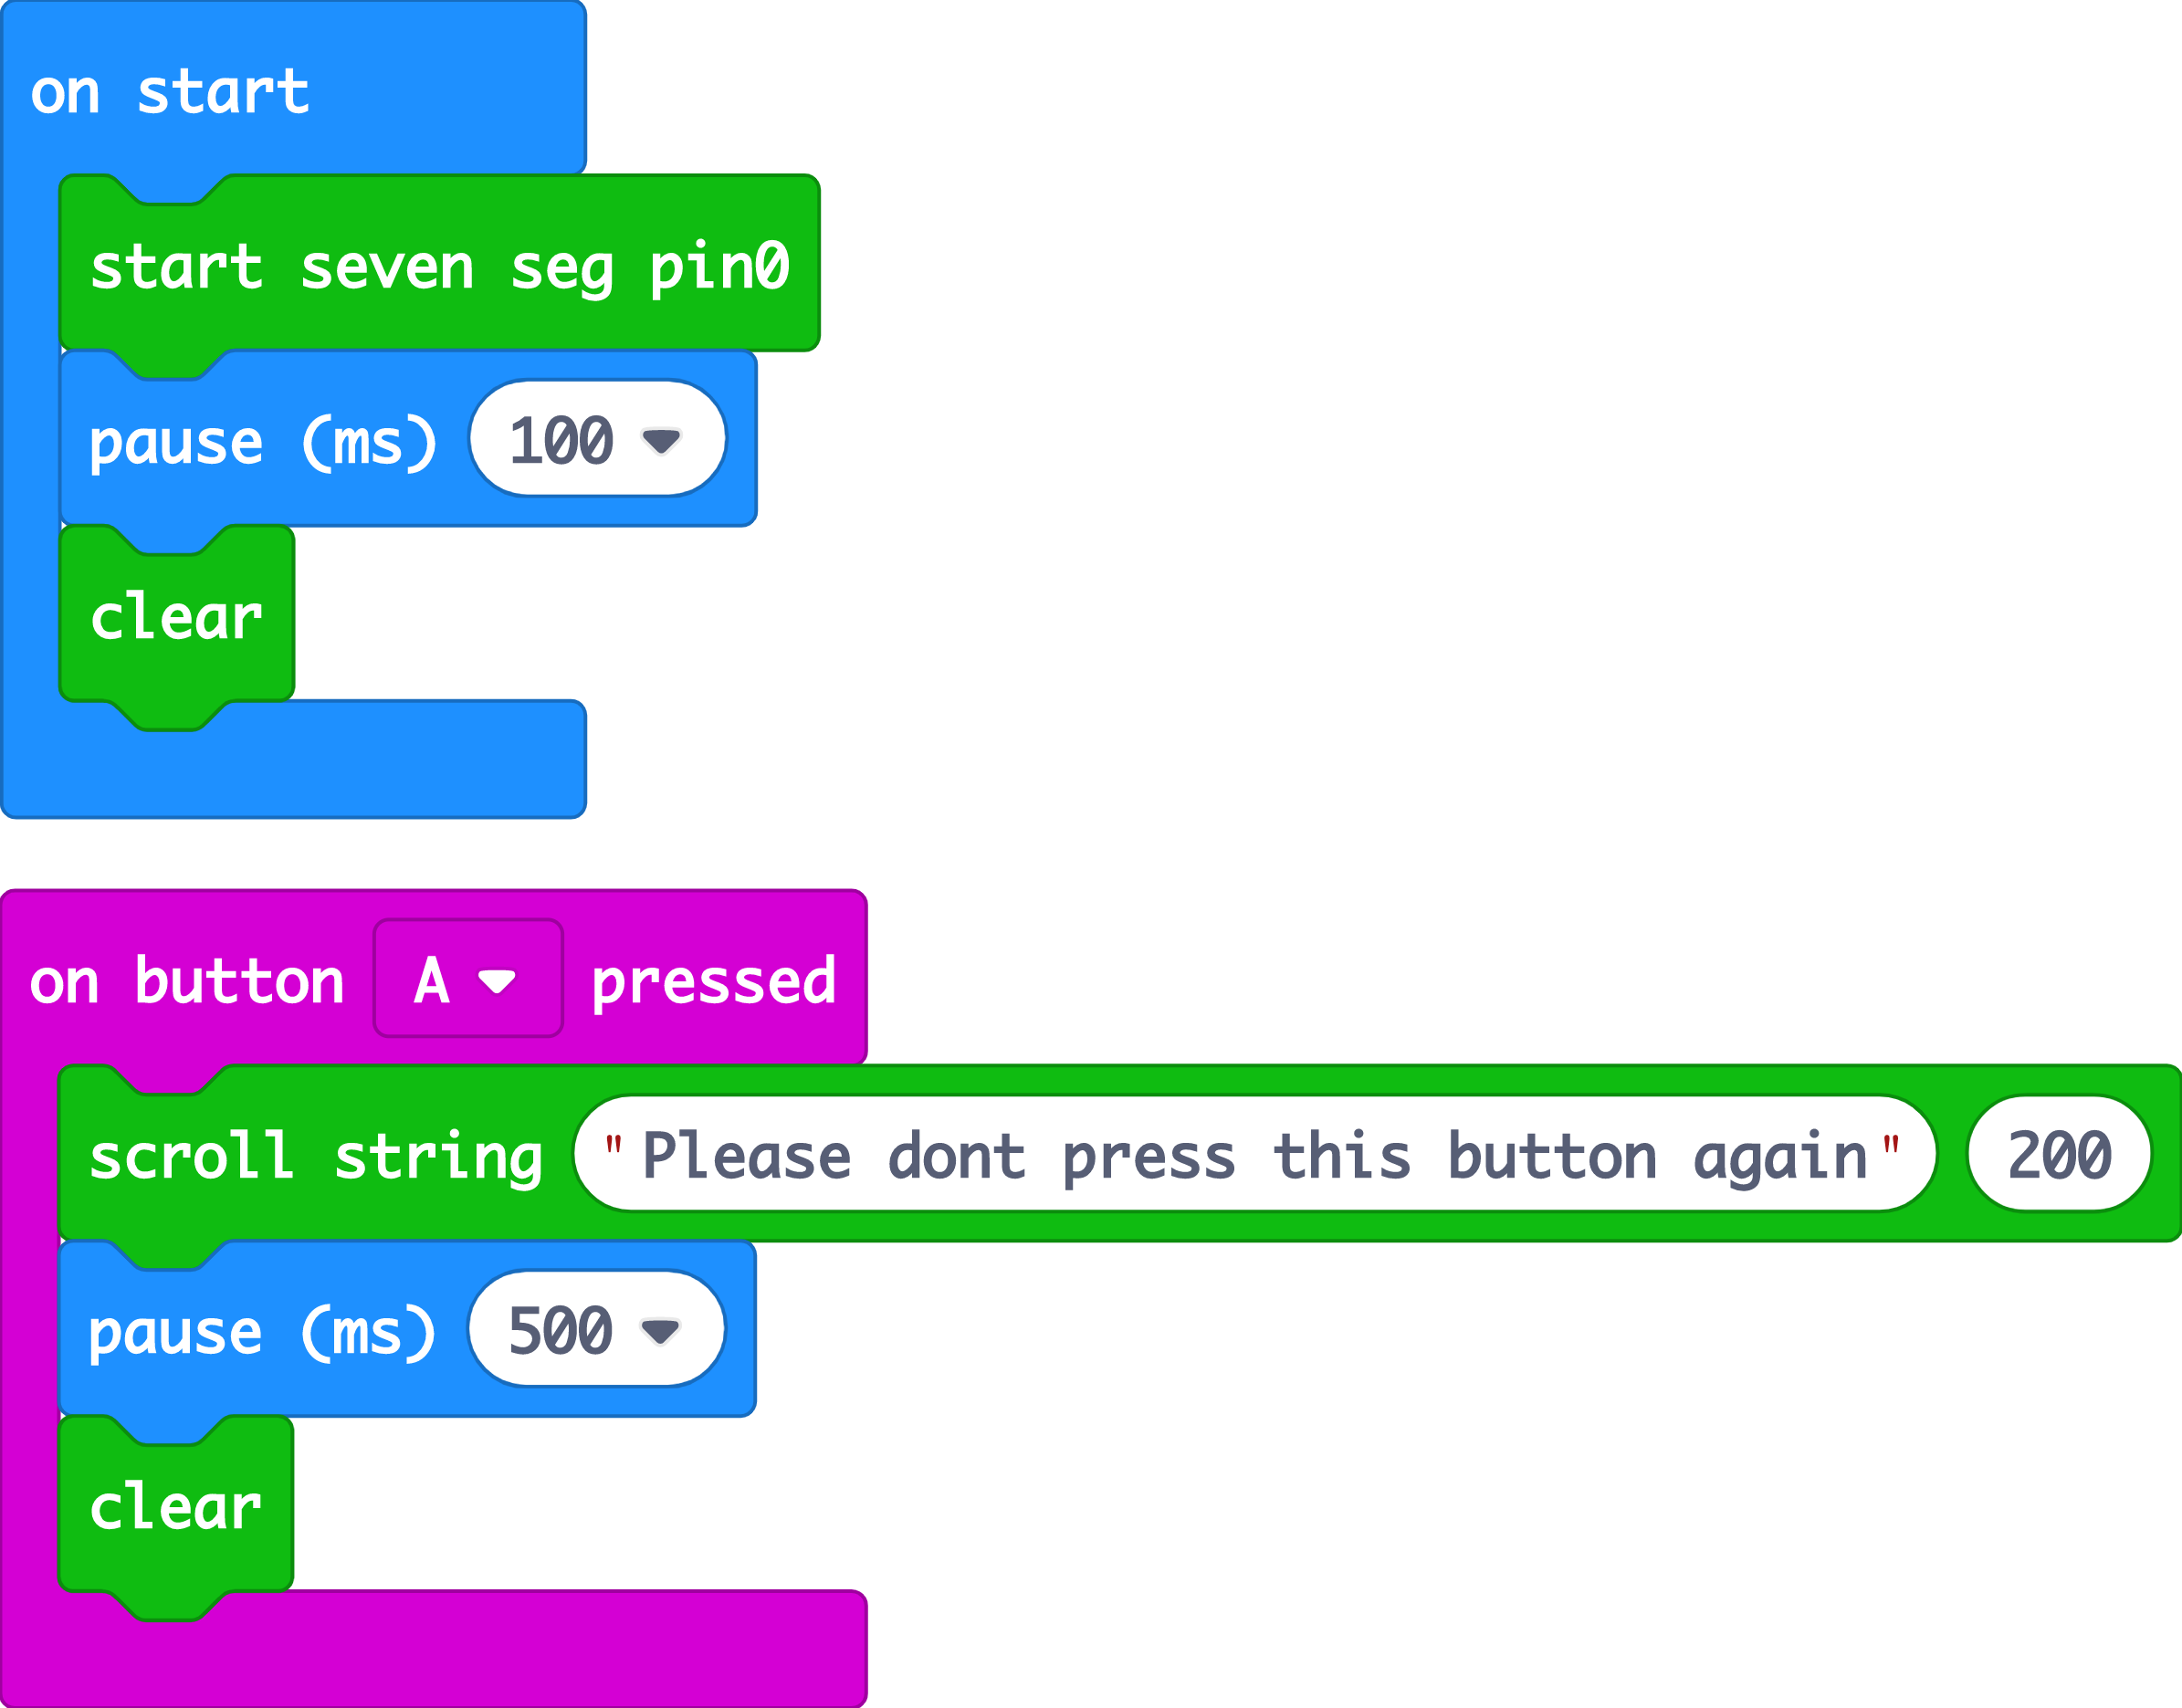 on start
start seven seg pin0
pause (ms) 100
clear
on button A pressed
scroll string "Please dont press this button again" 200
pause (ms) 500
clear